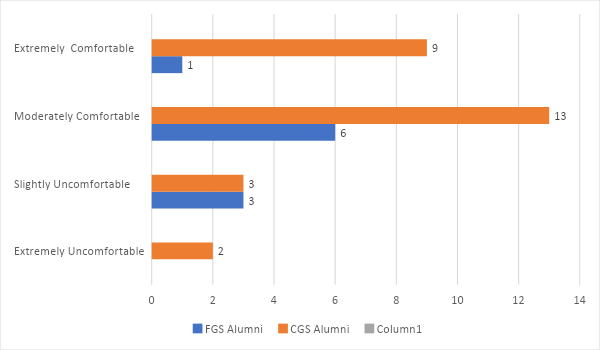 Extremely  Comfortable
9
1
Moderately Comfortable
13
6
Slightly Uncomfortable
3
3
Extremely Uncomfortable
2
0 2 4 6 8 10 12 14
FGS Alumni CGS Alumni Column1